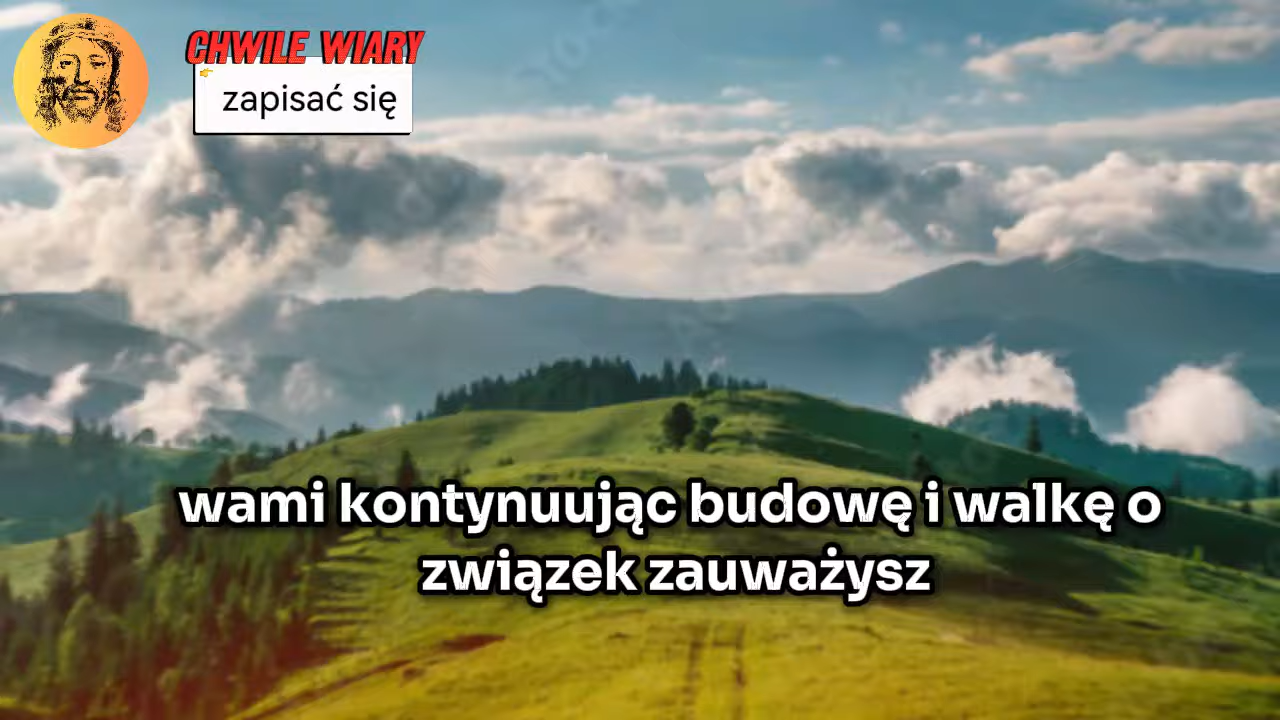 CHWILE WIARY
zapisać się
wami kontynuując budowę i walkę o
związek zauważysz